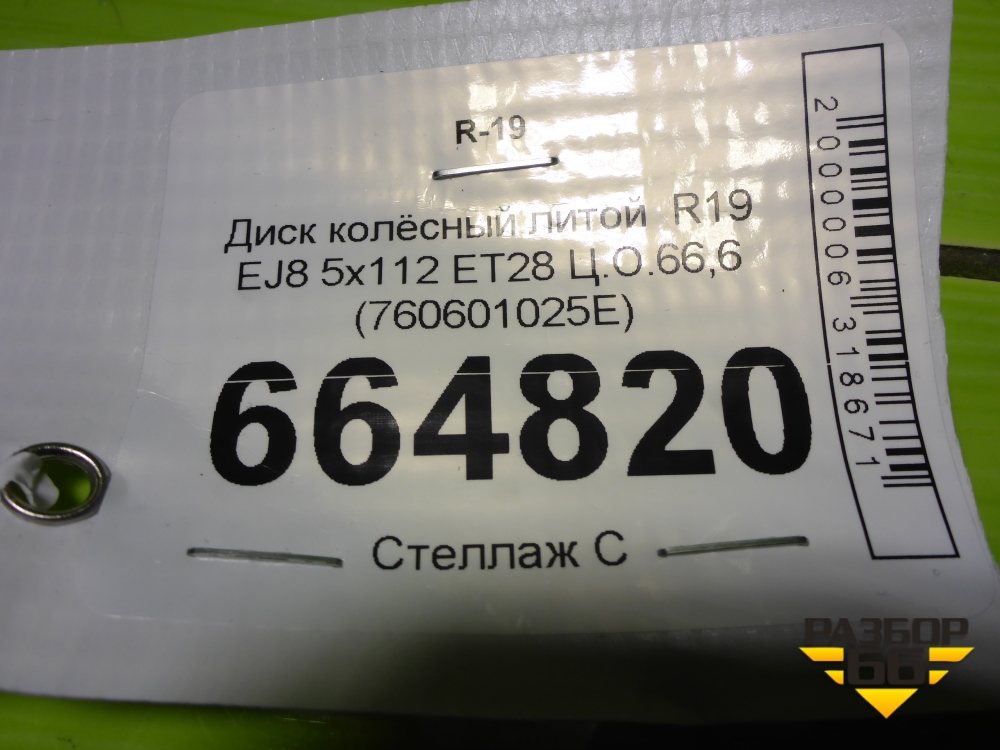 R-19
Диск колёсный литой R19
EJ8 5x112 ET28 Ц.О.66,6
(760601025E)
664820
Стеллаж С
2000006318671
РАЗБОР
66